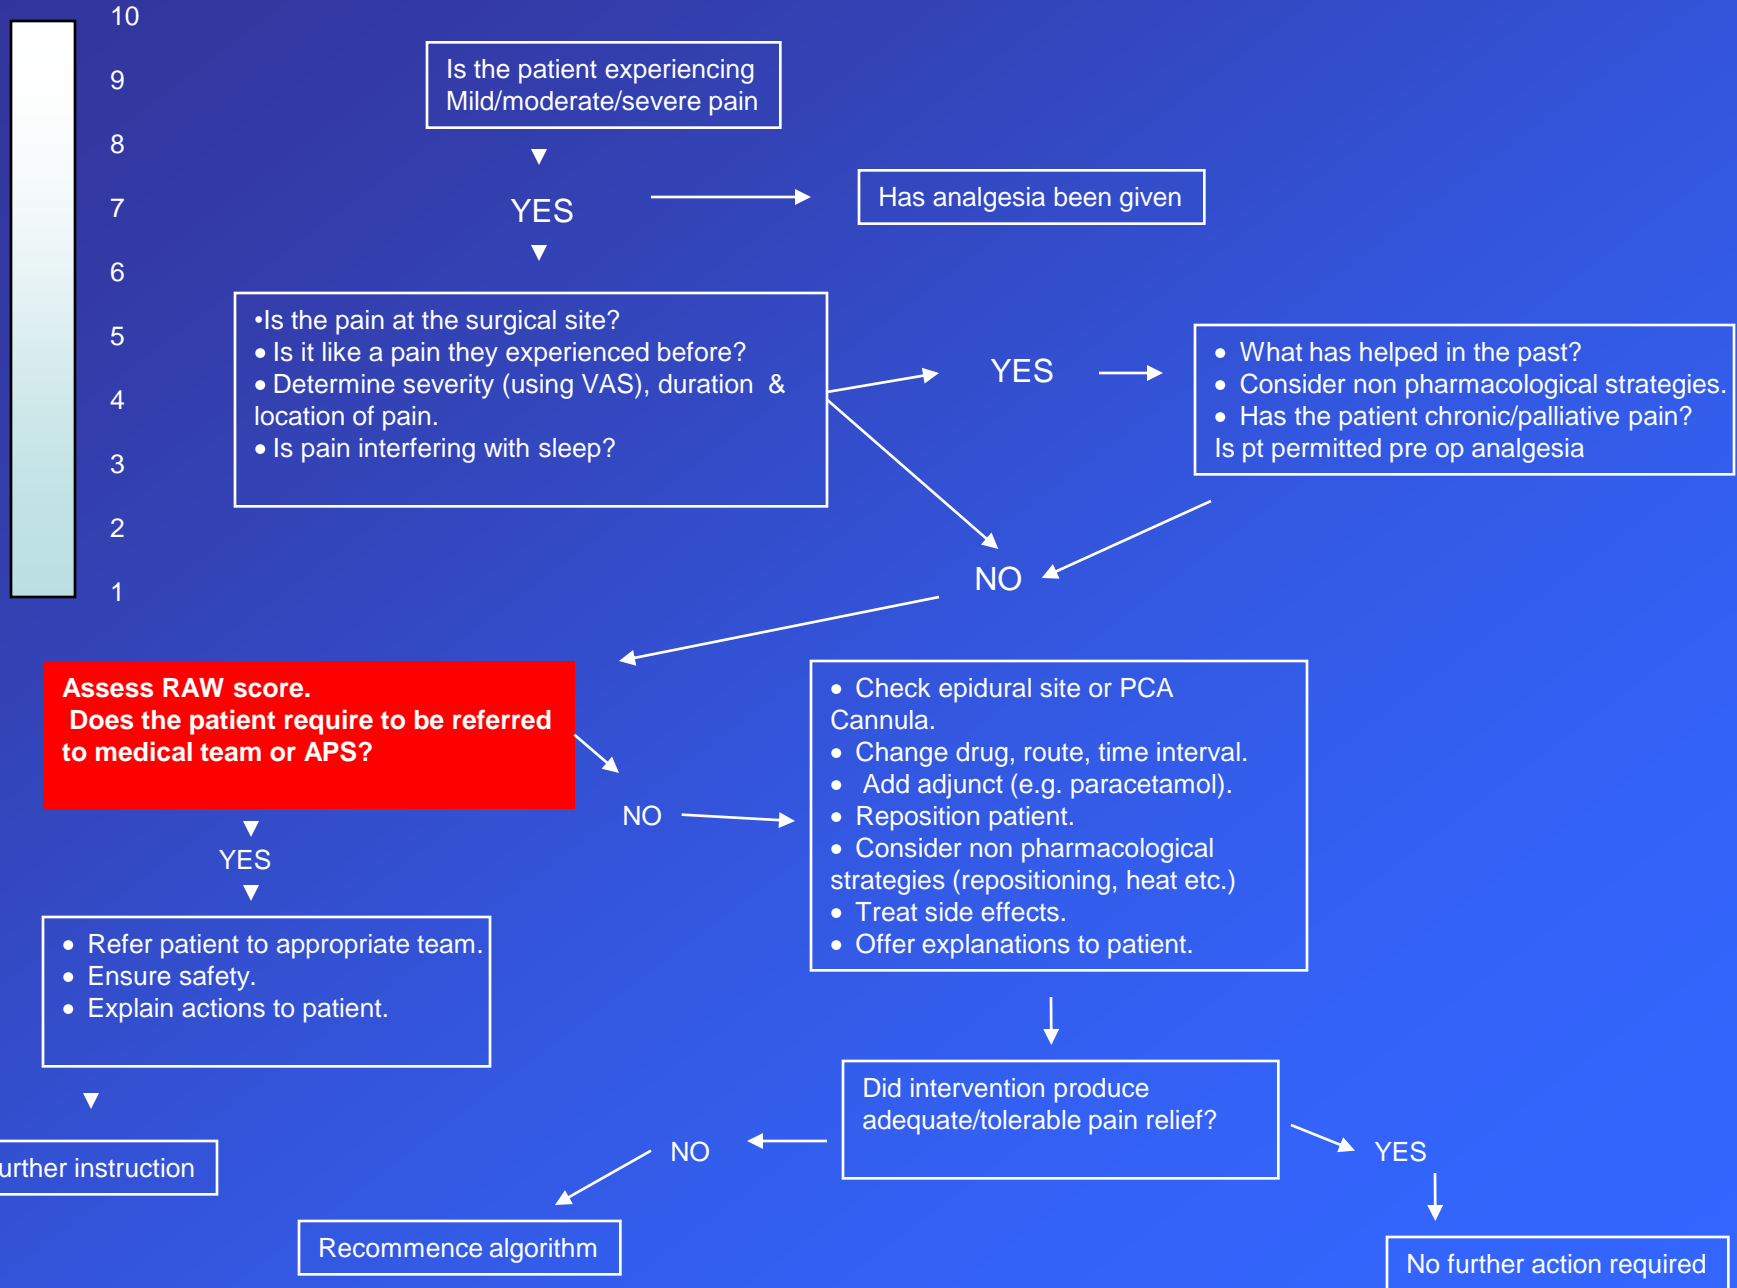 10
9
8
7
6
5
4
3
2
1
Is the patient experiencing
Mild/moderate/severe pain
YES
Has analgesia been given
•Is the pain at the surgical site?
• Is it like a pain they experienced before?
• Determine severity (using VAS), duration &
location of pain.
• Is pain interfering with sleep?
YES
• What has helped in the past?
• Consider non pharmacological strategies.
• Has the patient chronic/palliative pain?
Is pt permitted pre op analgesia
NO
Assess RAW score.
Does the patient require to be referred
to medical team or APS?
NO
• Check epidural site or PCA
Cannula.
• Change drug, route, time interval.
• Add adjunct (e.g. paracetamol).
• Reposition patient.
• Consider non pharmacological
strategies (repositioning, heat etc.)
• Treat side effects.
• Offer explanations to patient.
YES
• Refer patient to appropriate team.
• Ensure safety.
• Explain actions to patient.
Did intervention produce
adequate/tolerable pain relief?
NO
YES
instruction
Recommence algorithm
No further action required